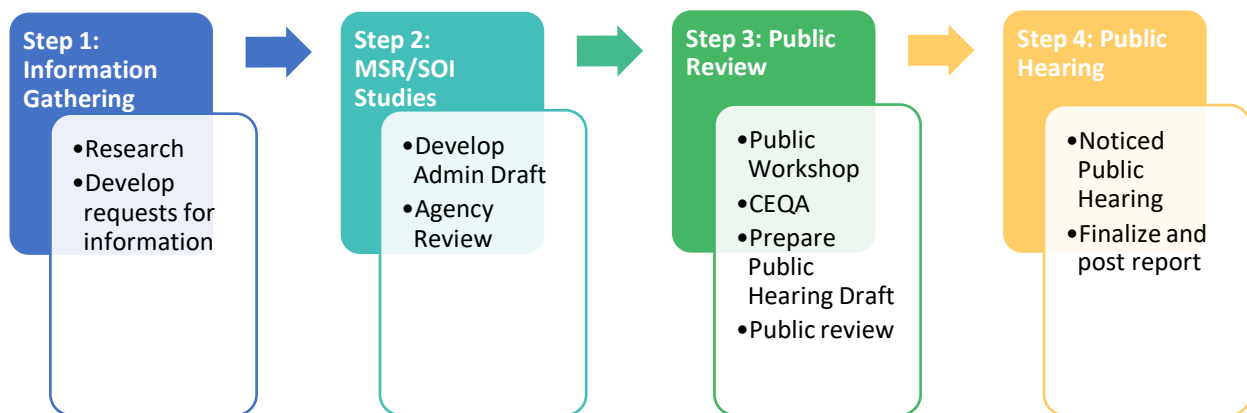 Step 1:
Information
Gathering
•Research
•Develop
requests for
information
Step 2:
MSR/SOI
Studies
•Develop
Admin Draft
•Agency
Review
Step 3: Public
Review
•Public
Workshop
•CEQA
•Prepare
Public
Hearing Draft
•Public review
Step 4: Public
Hearing
•Noticed
Public
Hearing
•Finalize and
post report